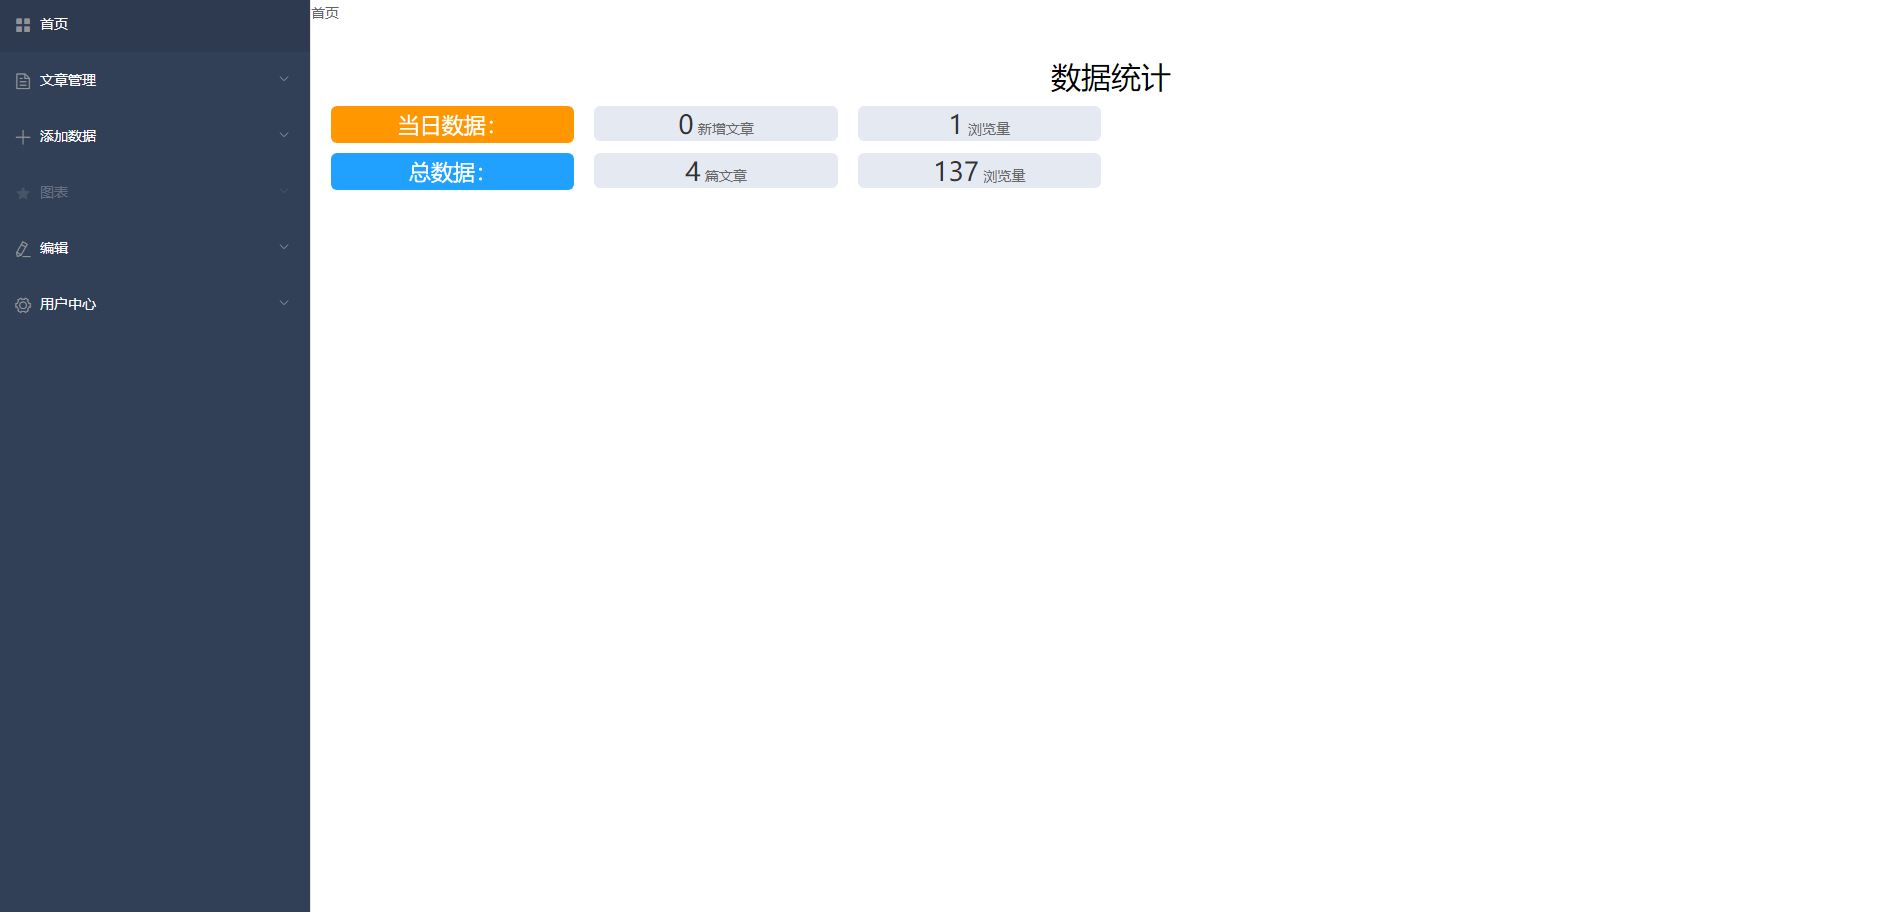 首页
文章管理
添加数据
图表
编辑
用户中心
首页
数据统计
当日数据：
0 新增文章
1 浏览量
总数据：
4 篇文章
137 浏览量